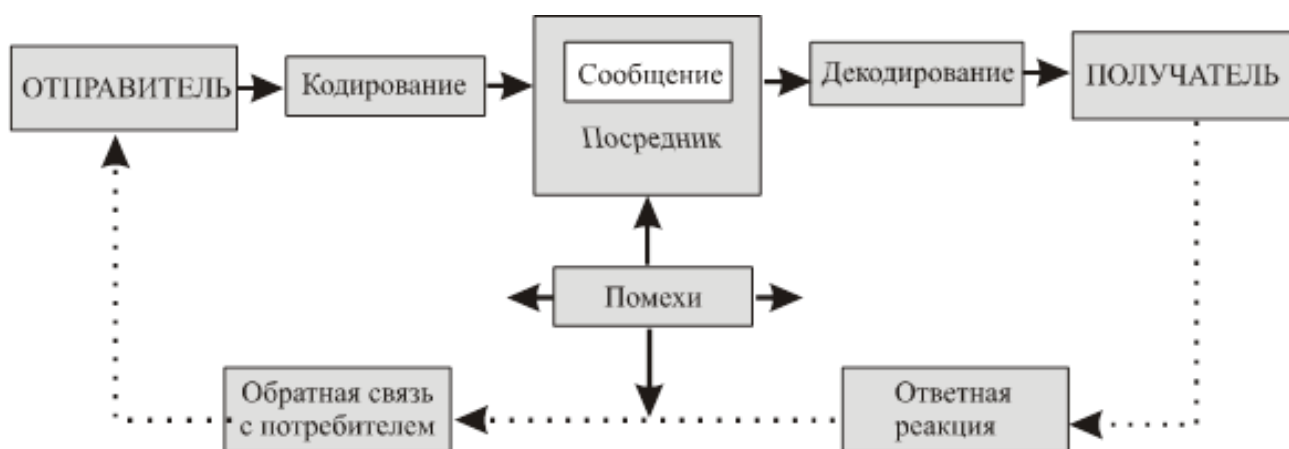 ОТПРАВИТЕЛЬ
Кодирование
Сообщение
Посредник
Декодирование
ПОЛУЧАТЕЛЬ
Помехи
Обратная связь
с потребителем
Ответная
реакция